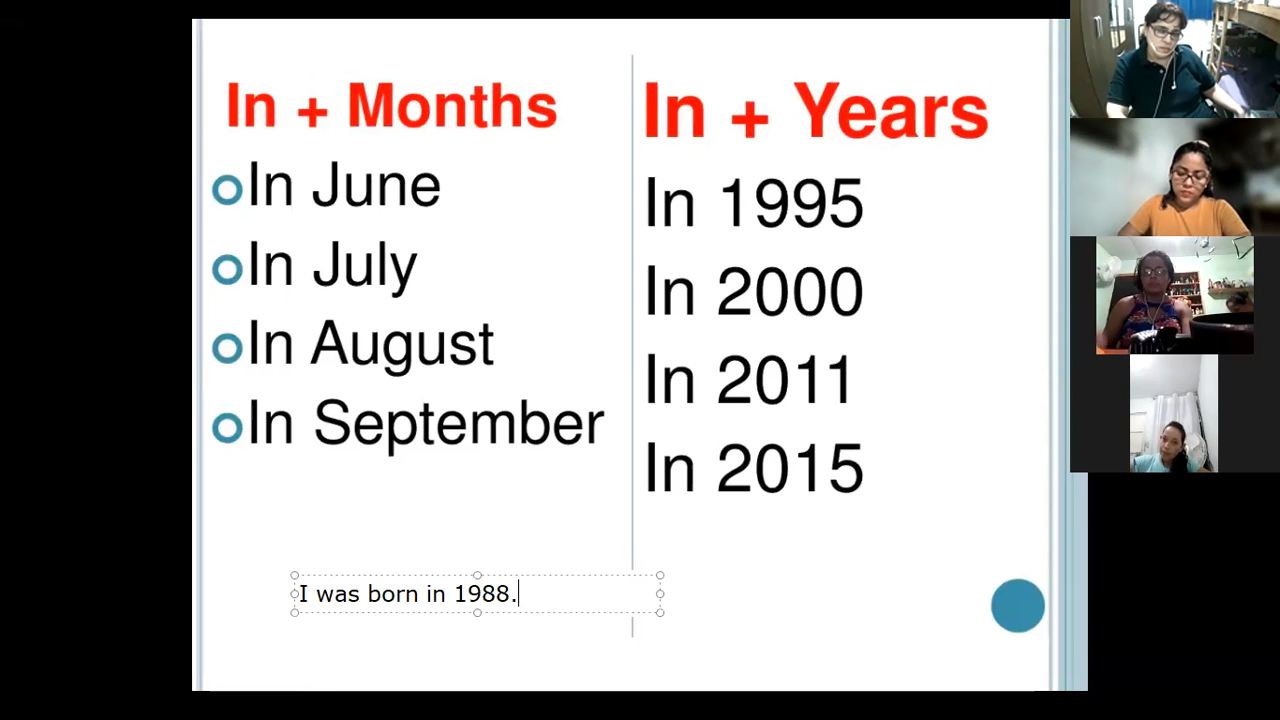 In + Months
In June
In July
In August
In September
In + Years
In 1995
In 2000
In 2011
In 2015
I was born in 1988.